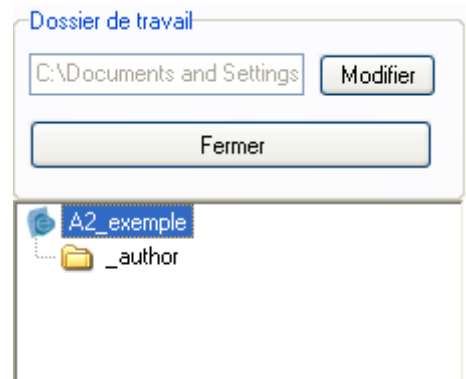 Dossier de travail
C:\Documents and Settings
Modifier
Fermer
A2_exemple
_author